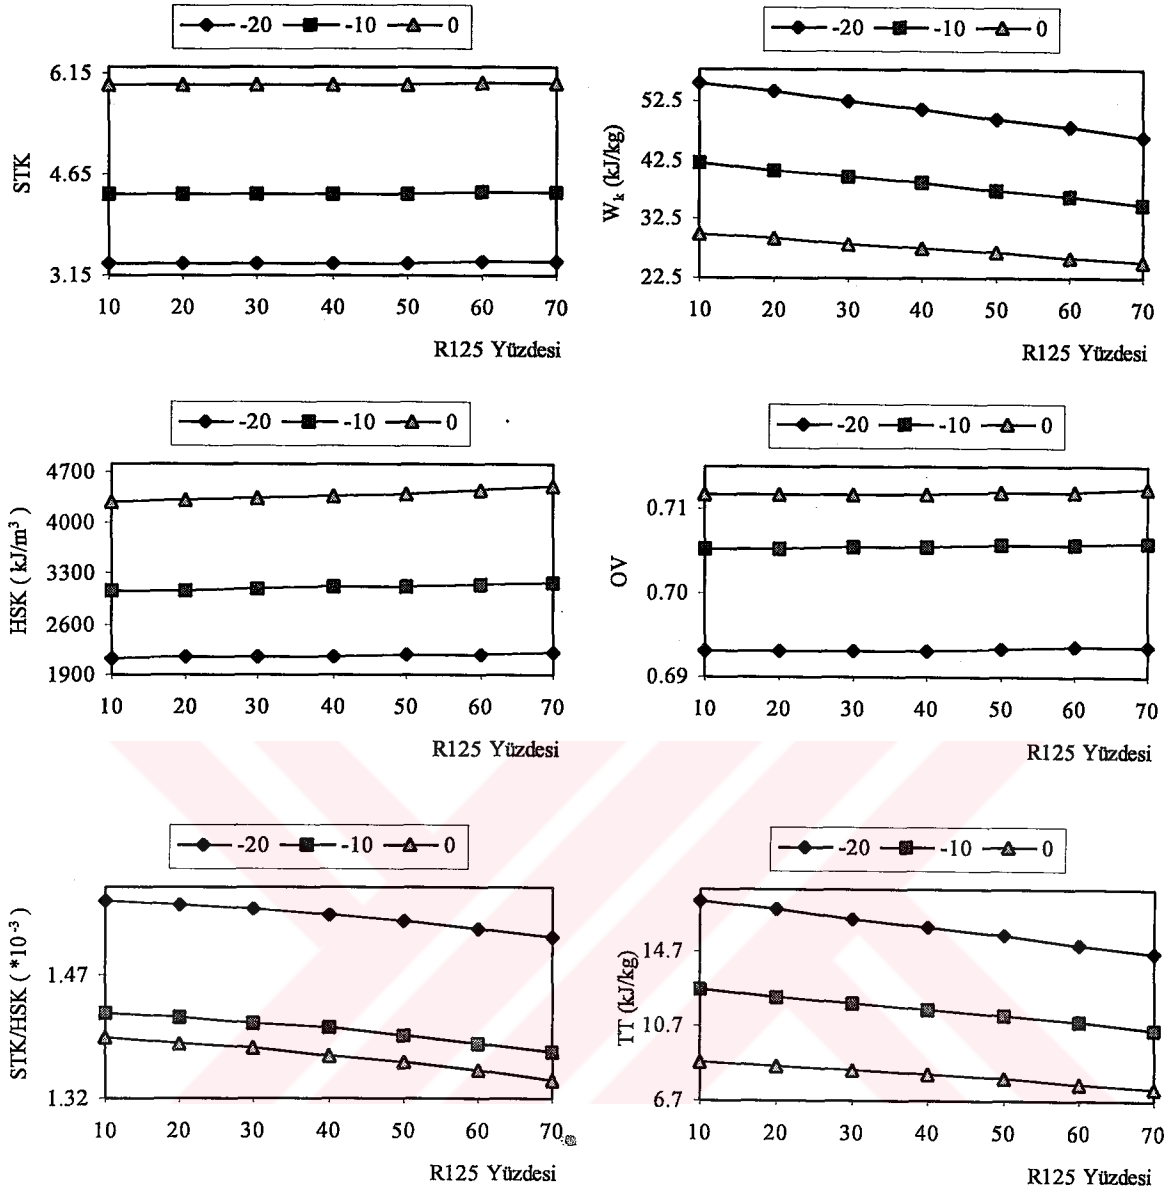 -20 -10 0
6.15
4.65
3.15
STK
10 20 30 40 50 60 70
R125 Yüzdesi
-20 -10 0
52.5
42.5
32.5
22.5
Wk (kJ/kg)
10 20 30 40 50 60 70
R125 Yüzdesi
-20 -10 0
4700
4000
3300
2600
1900
HSK ( kJ/m³ )
10 20 30 40 50 60 70
R125 Yüzdesi
-20 -10 0
0.71
0.70
0.69
OV
10 20 30 40 50 60 70
R125 Yüzdesi
-20 -10 0
1.47
1.32
STK/HSK ( *10⁻³ )
10 20 30 40 50 60 70
R125 Yüzdesi
-20 -10 0
14.7
10.7
6.7
TT (kJ/kg)
10 20 30 40 50 60 70
R125 Yüzdesi